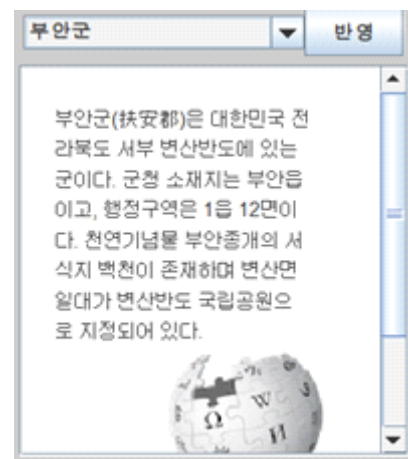 부안군
반영
부안군(扶安郡)은 대한민국 전
라북도 서부 변산반도에 있는
군이다. 군청 소재지는 부안읍
이고, 행정구역은 1읍 12면이
다. 천연기념물 부안종개의 서
식지 백천이 존재하며 변산면
일대가 변산반도 국립공원으
로 지정되어 있다.
Ω W И